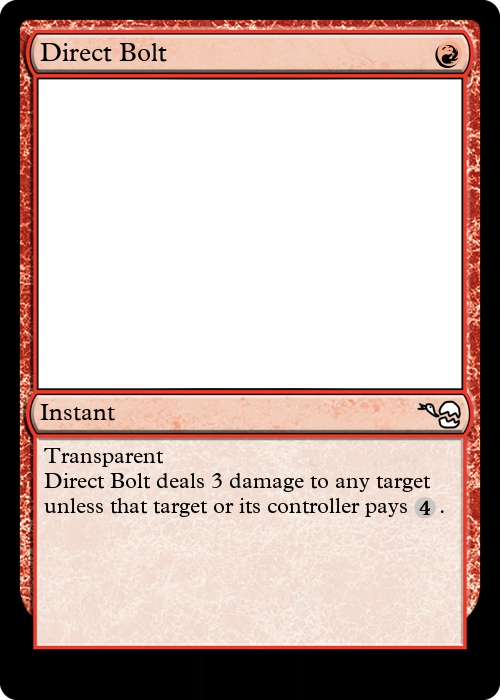 Direct Bolt
Instant
Transparent
Direct Bolt deals 3 damage to any target
unless that target or its controller pays 4.